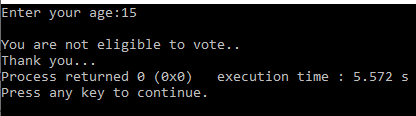 Enter your age:15
You are not eligible to vote..
Thank you...
Process returned 0 (0x0)   execution time : 5.572 s
Press any key to continue.